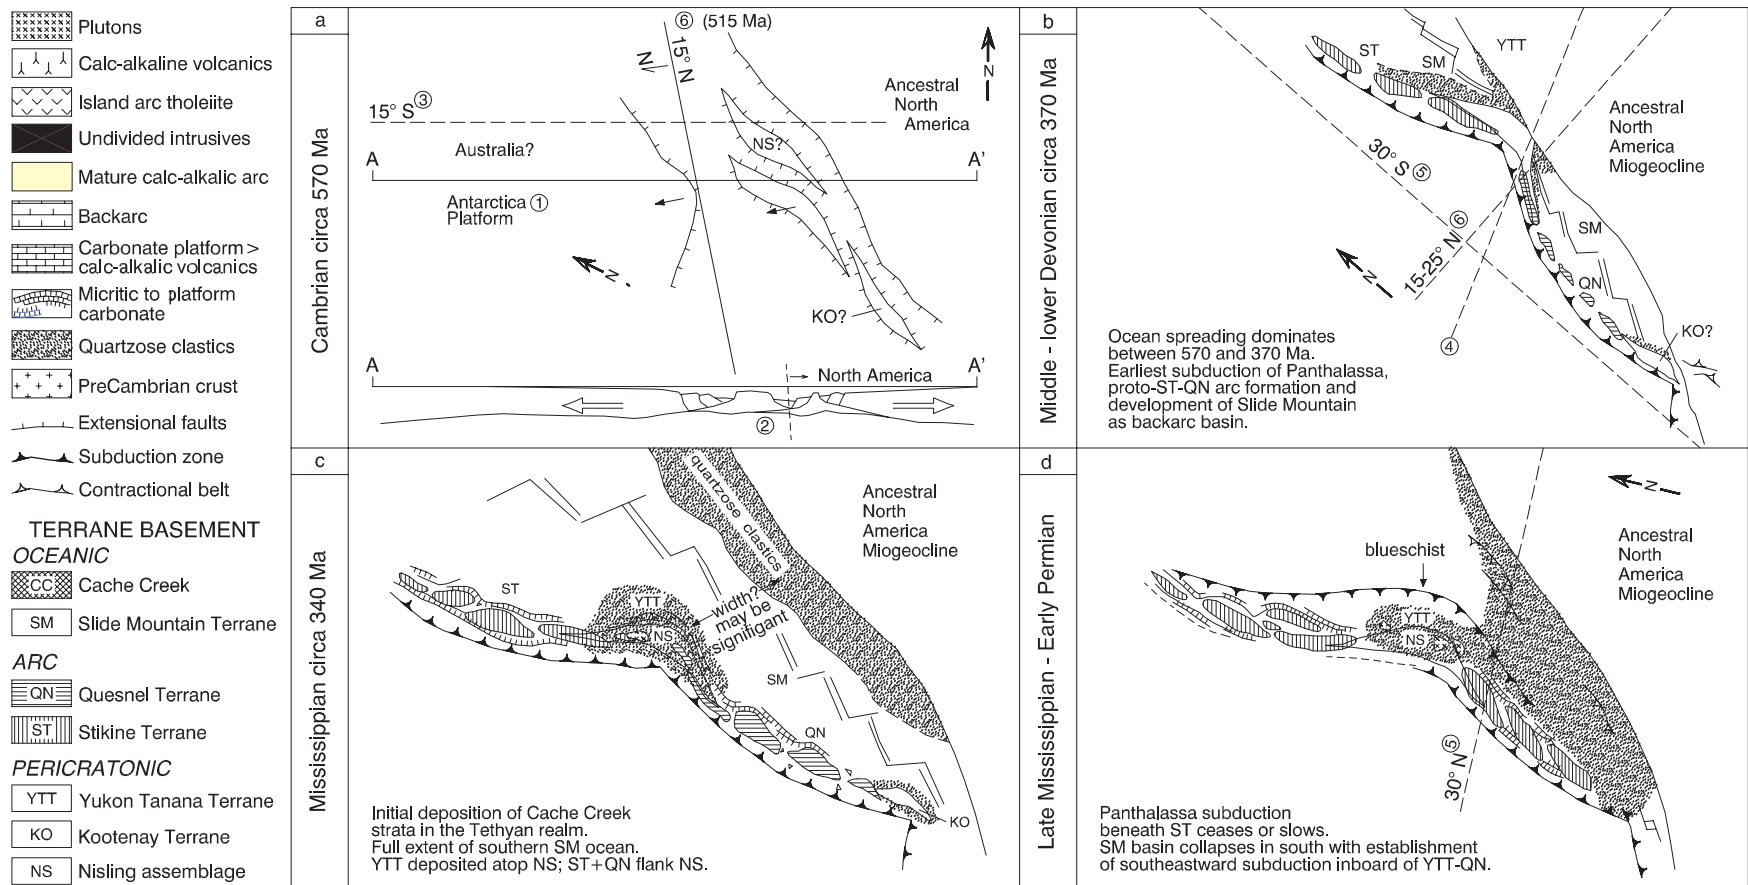 Plutons
Calc-alkaline volcanics
Island arc tholeiite
Undivided intrusives
Mature calc-alkalic arc
Backarc
Carbonate platform >
calc-alkalic volcanics
Micritic to platform
carbonate
Quartzose clastics
PreCambrian crust
Extensional faults
Subduction zone
Contractional belt
TERRANE BASEMENT
OCEANIC
CC Cache Creek
SM Slide Mountain Terrane
ARC
QN Quesnel Terrane
ST Stikine Terrane
PERICRATONIC
YTT Yukon Tanana Terrane
KO Kootenay Terrane
NS Nisling assemblage
a
Cambrian circa 570 Ma
⑥ (515 Ma)
15° N
N
N
15° S ③
Ancestral
North
America
Australia?
NS?
A
A'
Antarctica ①
Platform
N
KO?
A
A'
North America
②
b
Middle - lower Devonian circa 370 Ma
ST
SM
YTT
Ancestral
North
America
Miogeocline
30° S ⑤
15-25° N ⑥
N
SM
QN
KO?
④
Ocean spreading dominates
between 570 and 370 Ma.
Earliest subduction of Panthalassa,
proto-ST-QN arc formation and
development of Slide Mountain
as backarc basin.
c
Mississippian circa 340 Ma
quartzose clastics
Ancestral
North
America
Miogeocline
ST
YTT
NS
width?
may be
signifigant
SM
QN
KO
Initial deposition of Cache Creek
strata in the Tethyan realm.
Full extent of southern SM ocean.
YTT deposited atop NS; ST+QN flank NS.
d
Late Mississippian - Early Permian
N
blueschist
Ancestral
North
America
Miogeocline
YTT
NS
30° N ⑤
Panthalassa subduction
beneath ST ceases or slows.
SM basin collapses in south with establishment
of southeastward subduction inboard of YTT-QN.